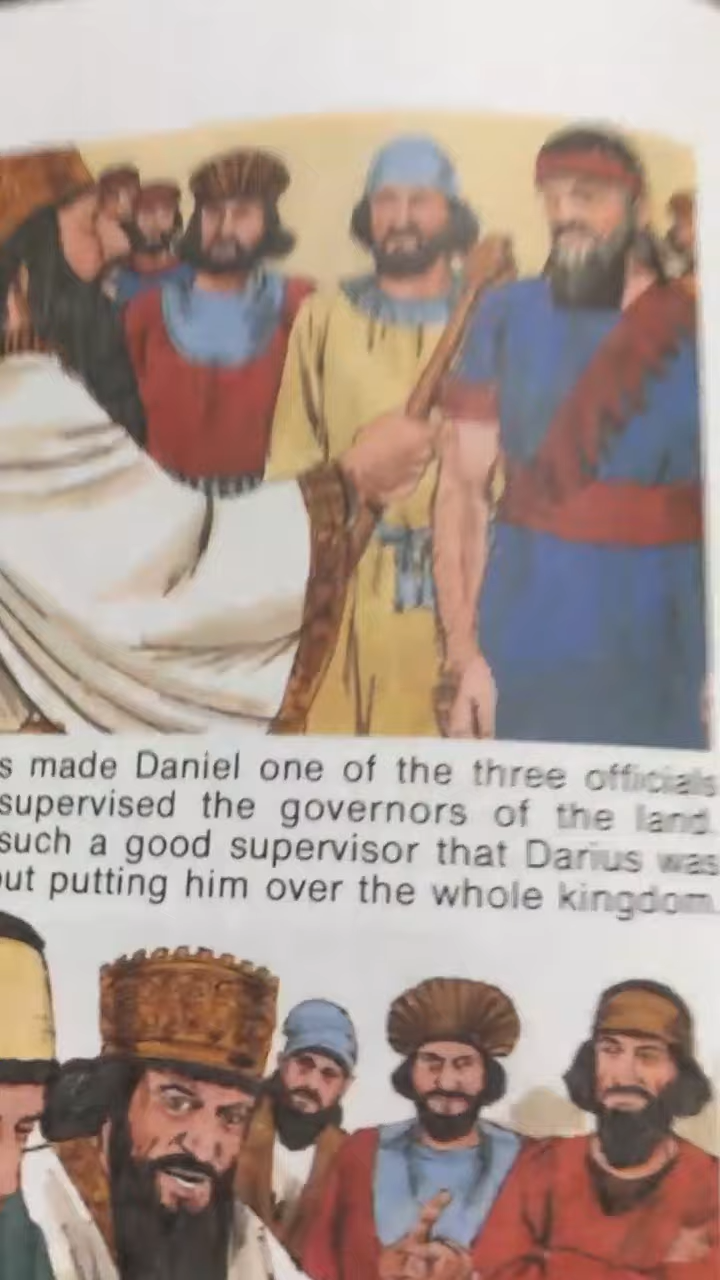 s made Daniel one of the three officials
supervised the governors of the land.
such a good supervisor that Darius was
out putting him over the whole kingdom.